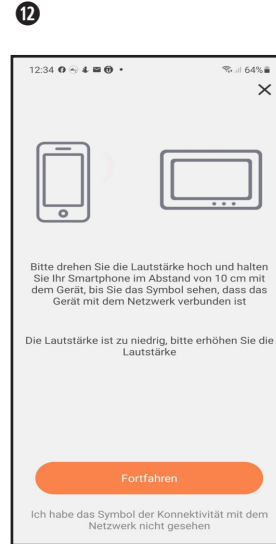 12
12:34 64%
Bitte drehen Sie die Lautstärke hoch und halten
Sie Ihr Smartphone im Abstand von 10 cm mit
dem Gerät, bis Sie das Symbol sehen, dass das
Gerät mit dem Netzwerk verbunden ist
Die Lautstärke ist zu niedrig, bitte erhöhen Sie die
Lautstärke
Fortfahren
Ich habe das Symbol der Konnektivität mit dem
Netzwerk nicht gesehen